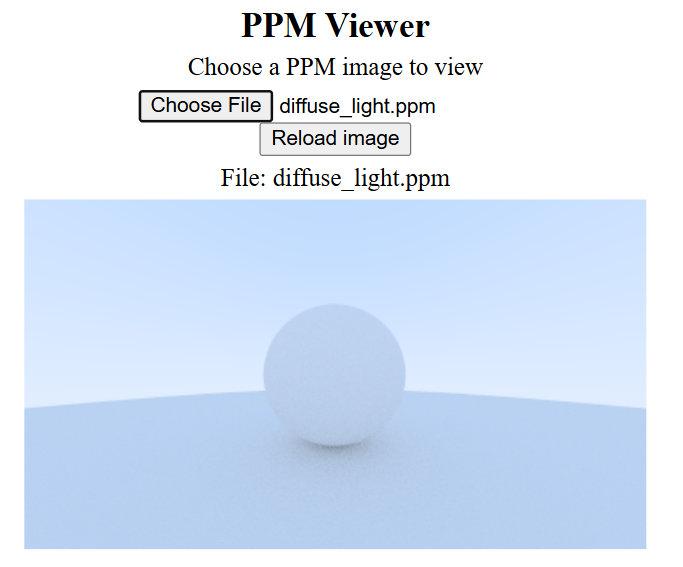 PPM Viewer
Choose a PPM image to view
Choose File diffuse_light.ppm
Reload image
File: diffuse_light.ppm